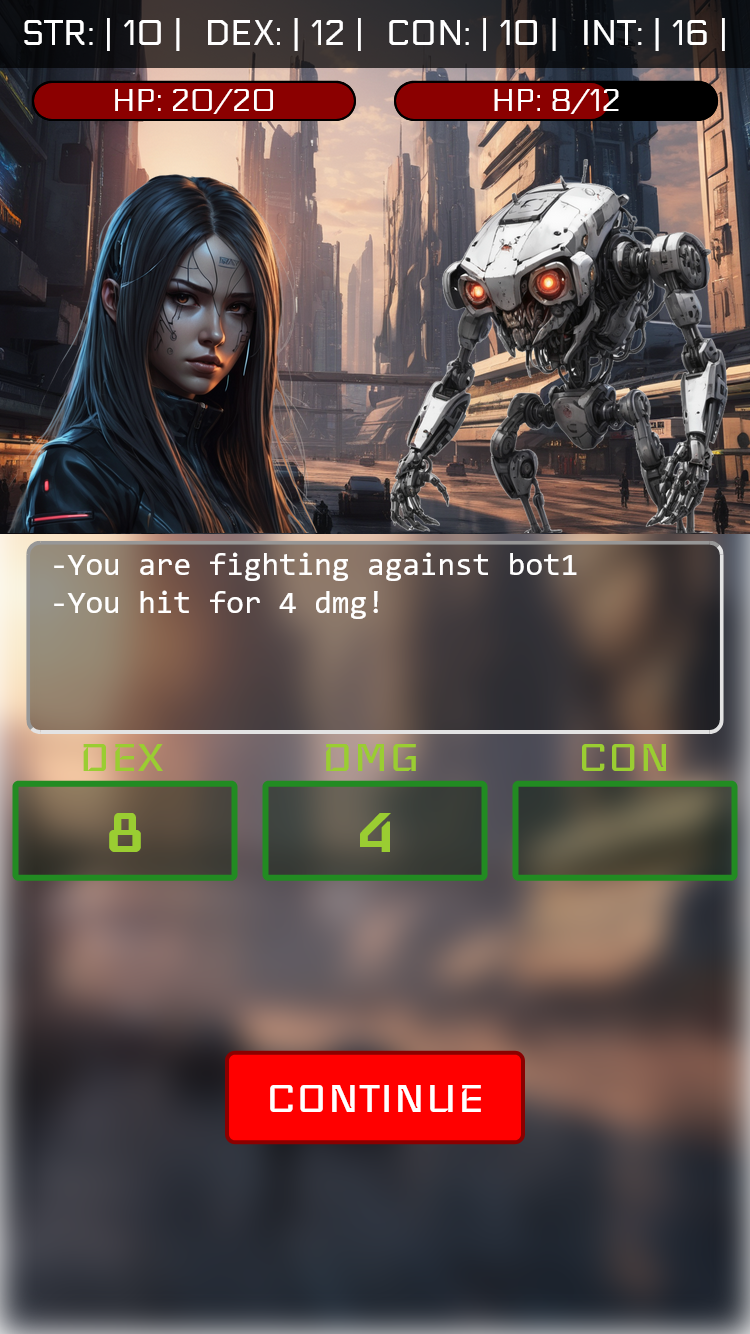 STR: | 10 | DEX: | 12 | CON: | 10 | INT: | 16 |
HP: 20/20 HP: 8/12
-You are fighting against bot1
-You hit for 4 dmg!
DEX DMG CON
8 4
CONTINUE